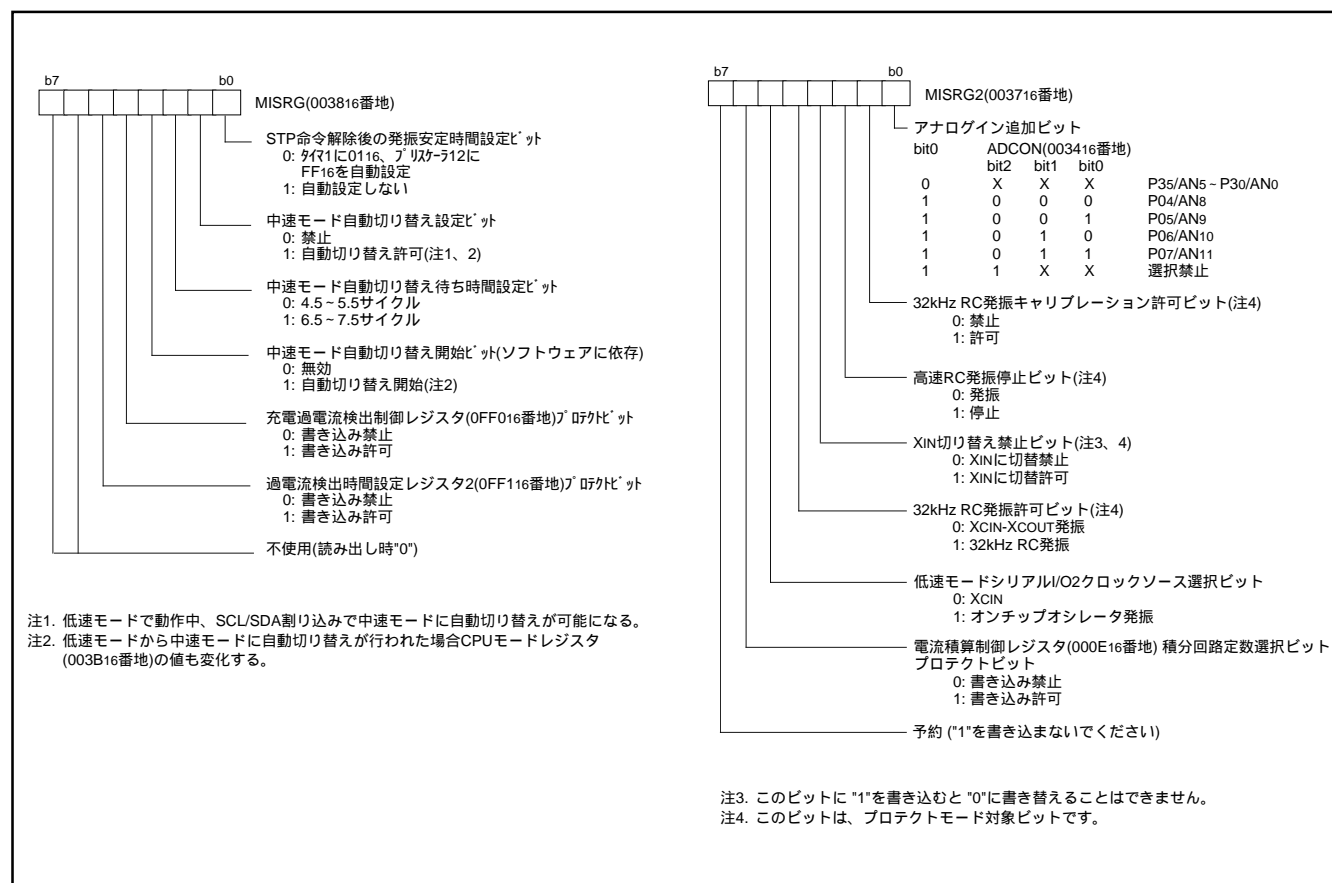 b7 b0
MISRG(003816番地)
STP命令解除後の発振安定時間設定ビット
0: タイマ1に0116、プリスケーラ12に
FF16を自動設定
1: 自動設定しない
中速モード自動切り替え設定ビット
0: 禁止
1: 自動切り替え許可(注1、2)
中速モード自動切り替え待ち時間設定ビット
0: 4.5~5.5サイクル
1: 6.5~7.5サイクル
中速モード自動切り替え開始ビット(ソフトウェアに依存)
0: 無効
1: 自動切り替え開始(注2)
充電過電流検出制御レジスタ(0FF016番地)プロテクトビット
0: 書き込み禁止
1: 書き込み許可
過電流検出時間設定レジスタ2(0FF116番地)プロテクトビット
0: 書き込み禁止
1: 書き込み許可
不使用(読み出し時"0")
注1. 低速モードで動作中、SCL/SDA割り込みで中速モードに自動切り替えが可能になる。
注2. 低速モードから中速モードに自動切り替えが行われた場合CPUモードレジスタ
(003B16番地)の値も変化する。
b7 b0
MISRG2(003716番地)
アナログイン追加ビット
bit0 ADCON(003416番地)
bit2 bit1 bit0
0 X X X P35/AN5~P30/AN0
1 0 0 0 P04/AN8
1 0 0 1 P05/AN9
1 0 1 0 P06/AN10
1 0 1 1 P07/AN11
1 1 X X 選択禁止
32kHz RC発振キャリブレーション許可ビット(注4)
0: 禁止
1: 許可
高速RC発振停止ビット(注4)
0: 発振
1: 停止
XIN切り替え禁止ビット(注3、4)
0: XINに切替禁止
1: XINに切替許可
32kHz RC発振許可ビット(注4)
0: XCIN-XCOUT発振
1: 32kHz RC発振
低速モードシリアルI/O2クロックソース選択ビット
0: XCIN
1: オンチップオシレータ発振
電流積算制御レジスタ(000E16番地) 積分回路定数選択ビット
プロテクトビット
0: 書き込み禁止
1: 書き込み許可
予約 ("1"を書き込まないでください)
注3. このビットに "1"を書き込むと "0"に書き替えることはできません。
注4. このビットは、プロテクトモード対象ビットです。